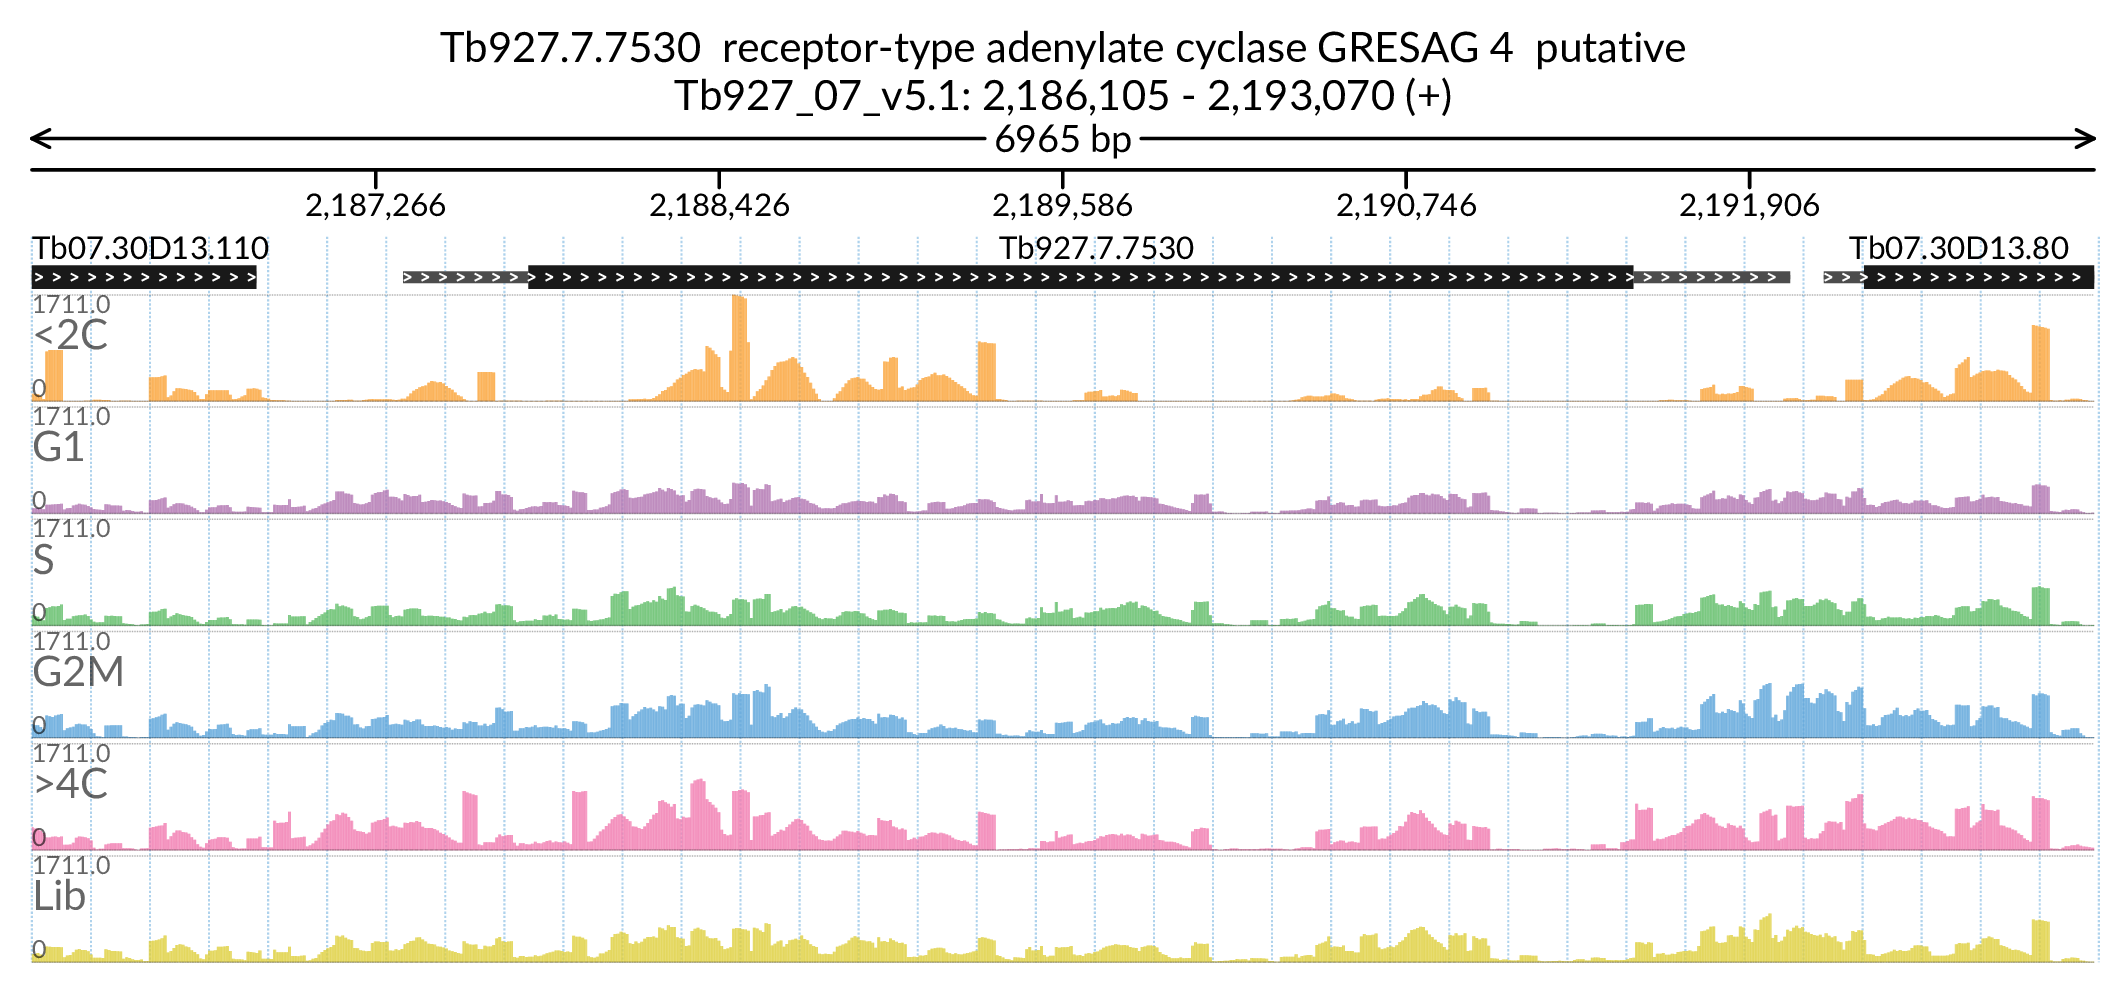 Tb927.7.7530 receptor-type adenylate cyclase GRESAG 4 putative
Tb927_07_v5.1: 2,186,105 - 2,193,070 (+)
6965 bp
2,187,266 2,188,426 2,189,586 2,190,746 2,191,906
Tb07.30D13.110 Tb927.7.7530 Tb07.30D13.80
1711.0
<2C
0
1711.0
G1
0
1711.0
S
0
1711.0
G2M
0
1711.0
>4C
0
1711.0
Lib
0